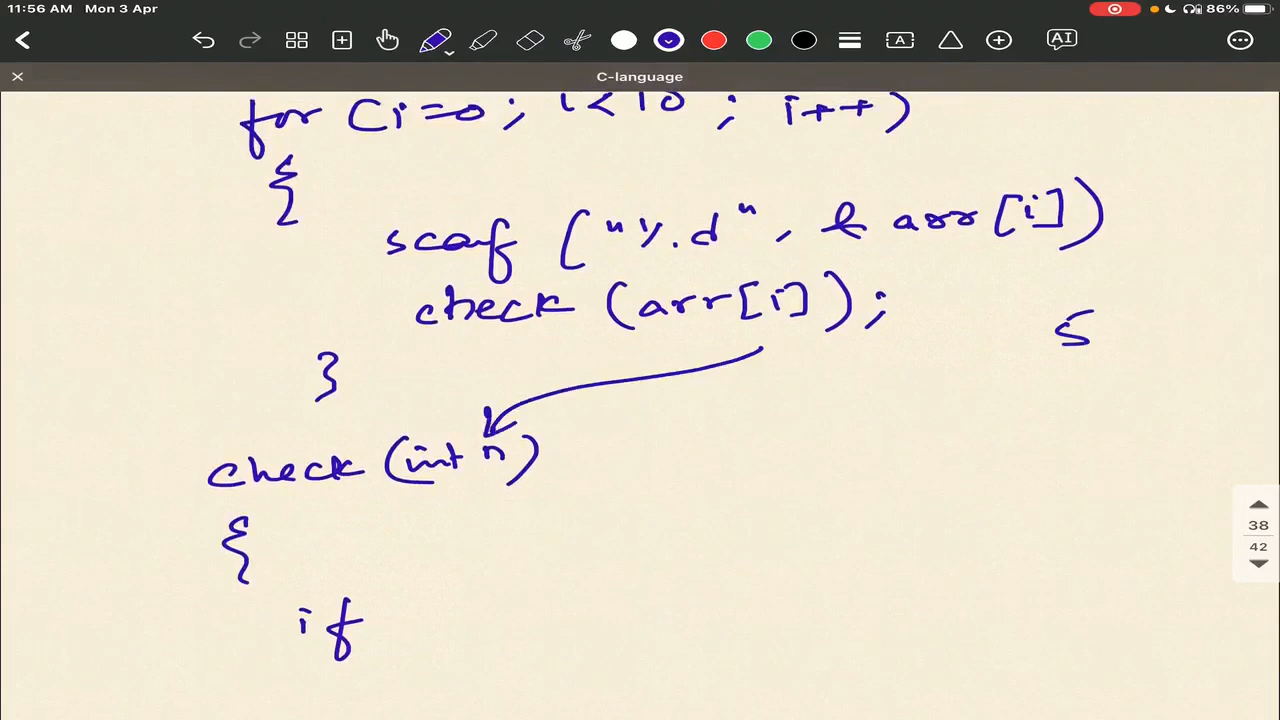 11:56 AM Mon 3 Apr
86%
A
AI
C-language
for (i=0; i<10; i++)
{
scanf ("%d", & arr[i])
check (arr[i]);
5
}
check (int n)
{
if
38
42